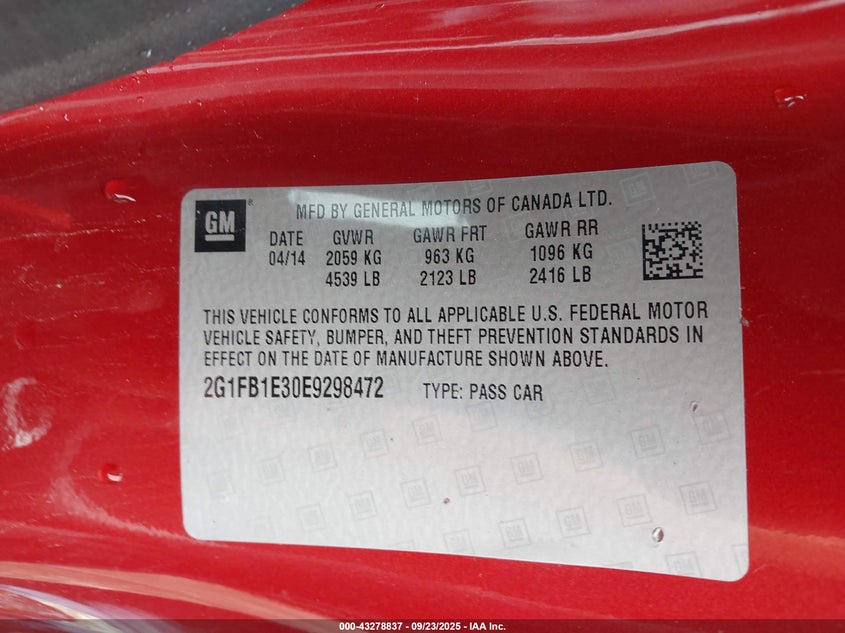 GM
MFD BY GENERAL MOTORS OF CANADA LTD.
DATE GVWR GAWR FRT GAWR RR
04/14 2059 KG 963 KG 1096 KG
4539 LB 2123 LB 2416 LB
THIS VEHICLE CONFORMS TO ALL APPLICABLE U.S. FEDERAL MOTOR
VEHICLE SAFETY, BUMPER, AND THEFT PREVENTION STANDARDS IN
EFFECT ON THE DATE OF MANUFACTURE SHOWN ABOVE.
2G1FB1E30E9298472 TYPE: PASS CAR
000-43278837 - 09/23/2025 - IAA Inc.